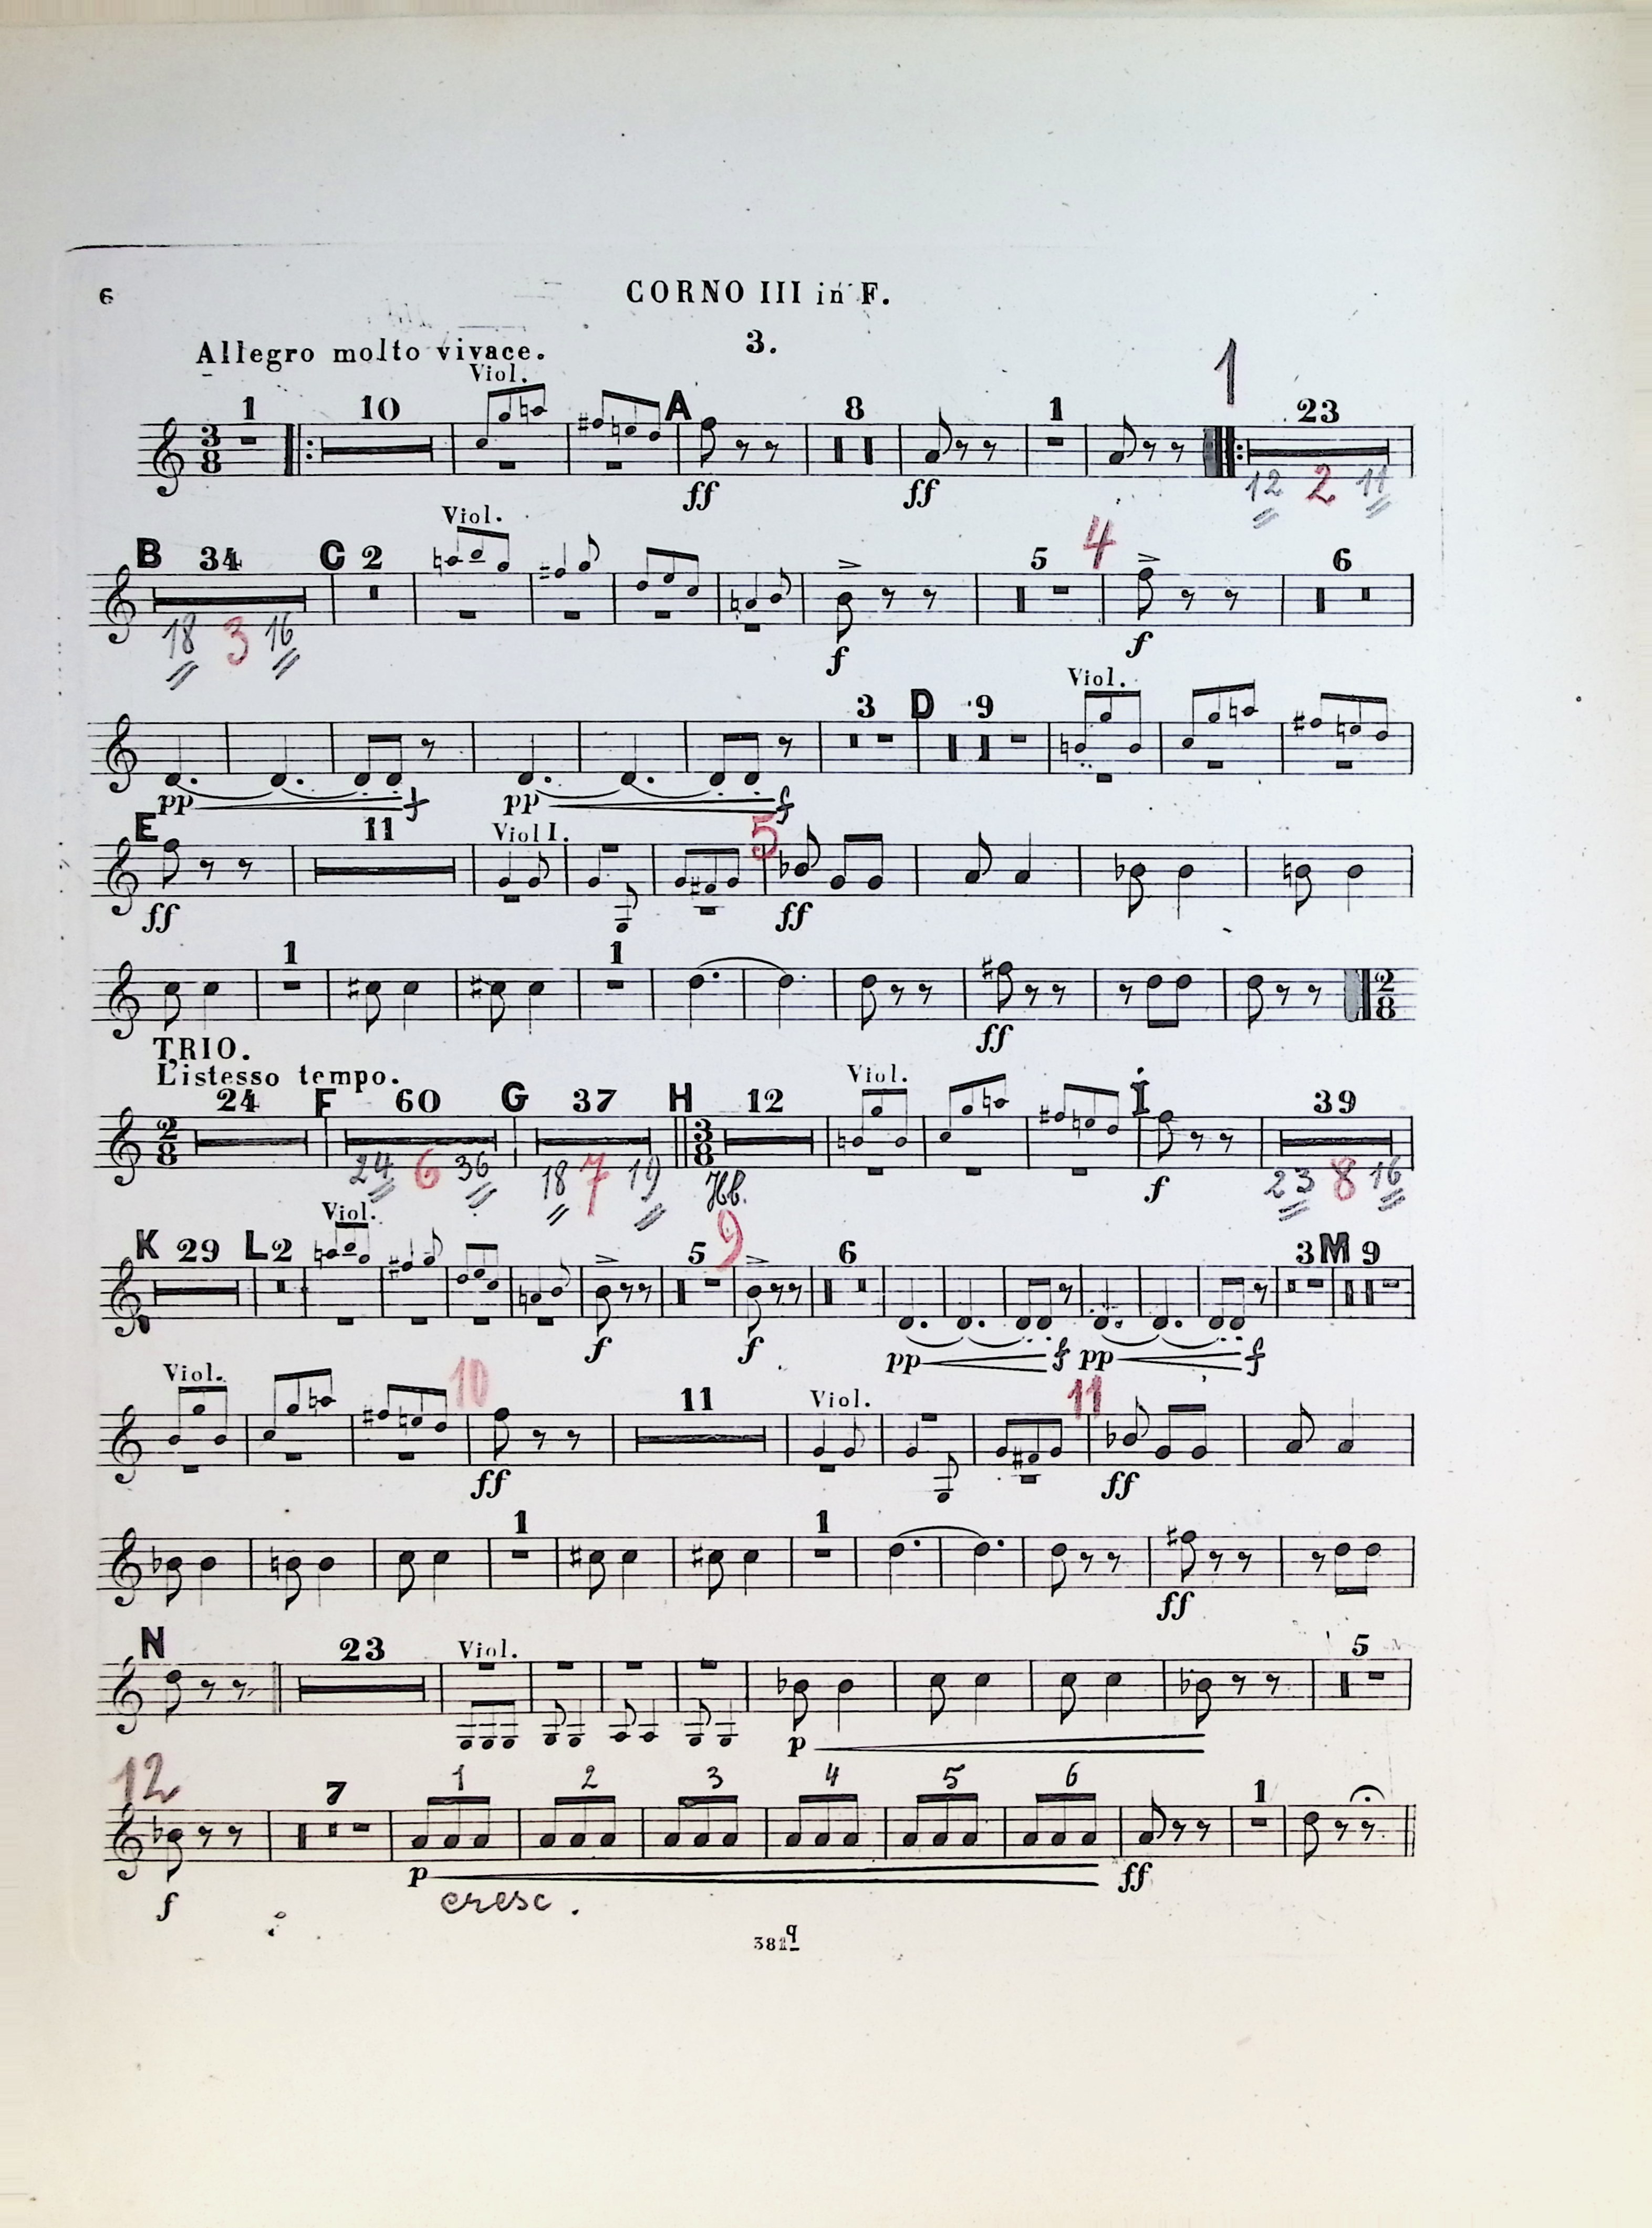 6
CORNO III in F.
3.
Allegro molto vivace.
Viol.
1 10 A 8 1 1 23
ff ff 12 2 11
Viol.
B 34 C 2 5 4 6
18 3 16 f f
Viol.
3 D 9
pp f pp f
E 11 Viol I. 5
ff ff
1 1
ff
TRIO.
L'istesso tempo.
Viol.
24 F 60 G 37 H 12 I 39
24 6 36 18 7 19 f 23 8 16
Viol.
K 29 L 2 5 9 6 3 M 9
f f pp f pp f
Viol. 10 11 Viol. 11
ff ff
1 1
ff
N 23 Viol. 5
p
12 7 1 2 3 4 5 6 1
f p ff
cresc.
3819